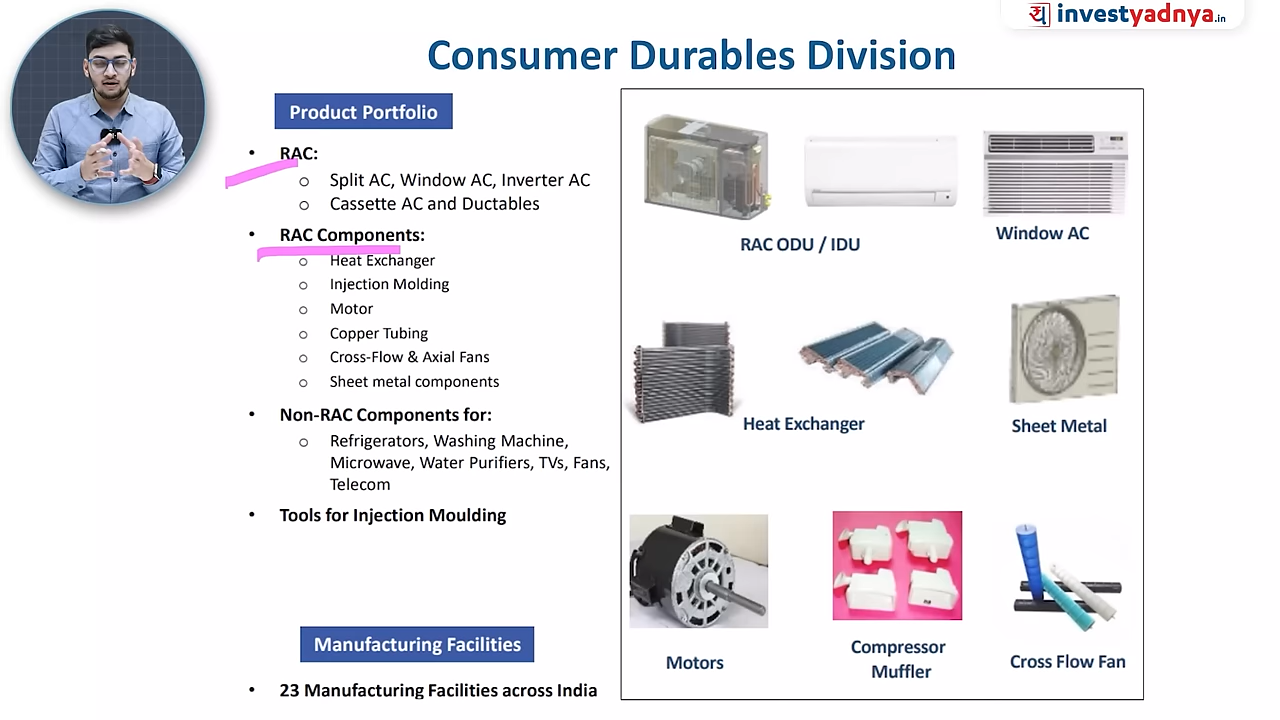 investyadnya.in
Consumer Durables Division
Product Portfolio
• RAC:
o Split AC, Window AC, Inverter AC
o Cassette AC and Ductables
• RAC Components:
o Heat Exchanger
o Injection Molding
o Motor
o Copper Tubing
o Cross-Flow & Axial Fans
o Sheet metal components
• Non-RAC Components for:
o Refrigerators, Washing Machine,
Microwave, Water Purifiers, TVs, Fans,
Telecom
• Tools for Injection Moulding
Manufacturing Facilities
• 23 Manufacturing Facilities across India
RAC ODU / IDU
Window AC
Heat Exchanger
Sheet Metal
Motors
Compressor
Muffler
Cross Flow Fan